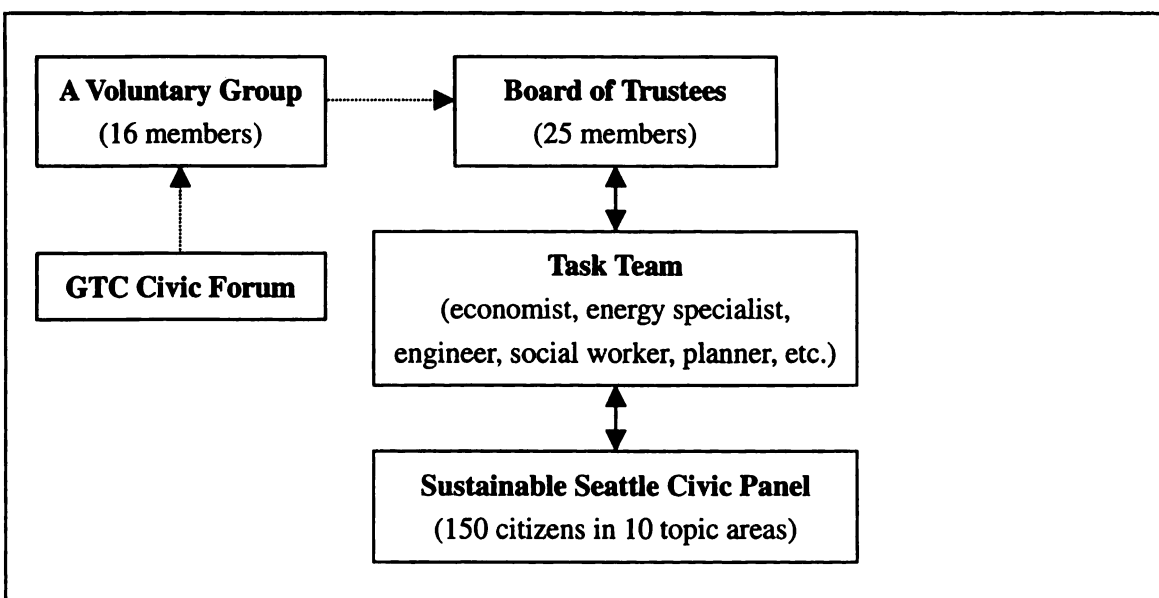 A Voluntary Group
(16 members)
Board of Trustees
(25 members)
GTC Civic Forum
Task Team
(economist, energy specialist,
engineer, social worker, planner, etc.)
Sustainable Seattle Civic Panel
(150 citizens in 10 topic areas)